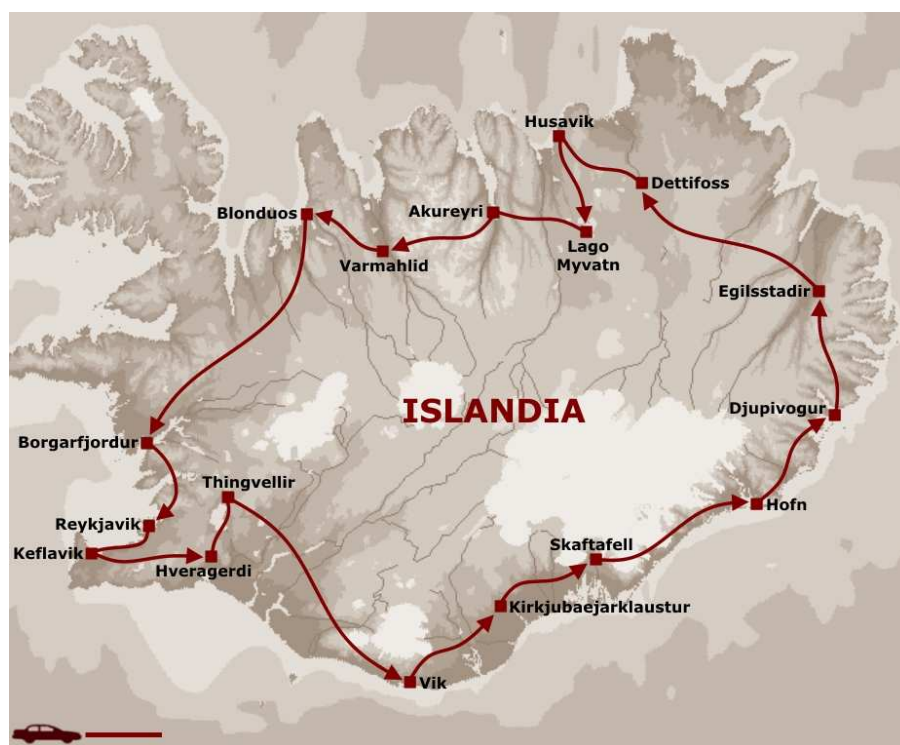 Husavik
Dettifoss
Blonduos
Akureyri
Varmahlid
Lago
Myvatn
Egilsstadir
ISLANDIA
Djupivogur
Borgarfjordur
Thingvellir
Hofn
Reykjavik
Keflavik
Hveragerdi
Skaftafell
Kirkjubaejarklaustur
Vik